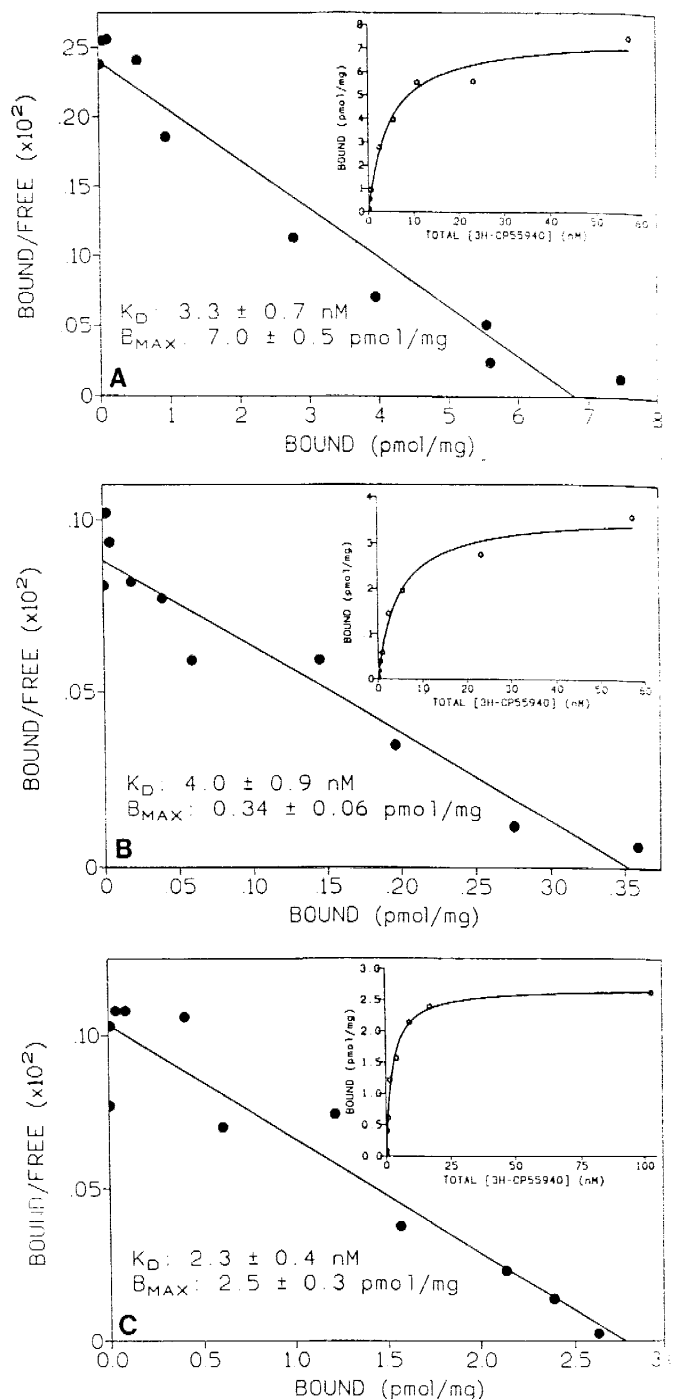 BOUND/FREE (x10²)
.25
.20
.15
.10
0.05
0
0 1 2 3 4 5 6 7 8
BOUND (pmol/mg)
K_D: 3.3 ± 0.7 nM
B_MAX: 7.0 ± 0.5 pmol/mg
A
BOUND (pmol/mg)
8
7
6
5
4
3
2
1
0
0 10 20 30 40 50 60
TOTAL [3H-CP55940] (nM)
BOUND/FREE (x10²)
.10
0.05
0
0 .05 .10 .15 .20 .25 .30 .35
BOUND (pmol/mg)
K_D: 4.0 ± 0.9 nM
B_MAX: 0.34 ± 0.06 pmol/mg
B
BOUND (pmol/mg)
4
3
2
1
0
0 10 20 30 40 50 60
TOTAL [3H-CP55940] (nM)
BOUND/FREE (x10²)
.10
.05
0
0.0 0.5 1.0 1.5 2.0 2.5 3.
BOUND (pmol/mg)
K_D: 2.3 ± 0.4 nM
B_MAX: 2.5 ± 0.3 pmol/mg
C
BOUND (pmol/mg)
3.0
2.5
2.0
1.5
1.0
0.5
0.0
0 25 50 75 100
TOTAL [3H-CP55940] (nM)